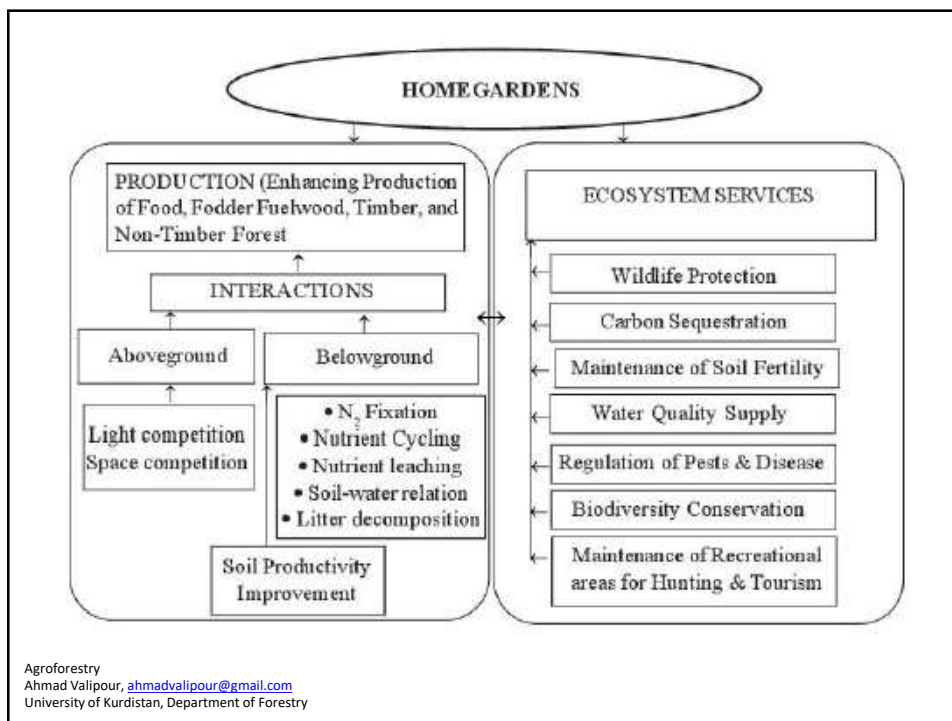 HOMEGARDENS
PRODUCTION (Enhancing Production
of Food, Fodder Fuelwood, Timber, and
Non-Timber Forest
INTERACTIONS
Aboveground
Belowground
Light competition
Space competition
• N₂ Fixation
• Nutrient Cycling
• Nutrient leaching
• Soil-water relation
• Litter decomposition
Soil Productivity
Improvement
ECOSYSTEM SERVICES
Wildlife Protection
Carbon Sequestration
Maintenance of Soil Fertility
Water Quality Supply
Regulation of Pests & Disease
Biodiversity Conservation
Maintenance of Recreational
areas for Hunting & Tourism
Agroforestry
Ahmad Valipour, ahmadvalipour@gmail.com
University of Kurdistan, Department of Forestry